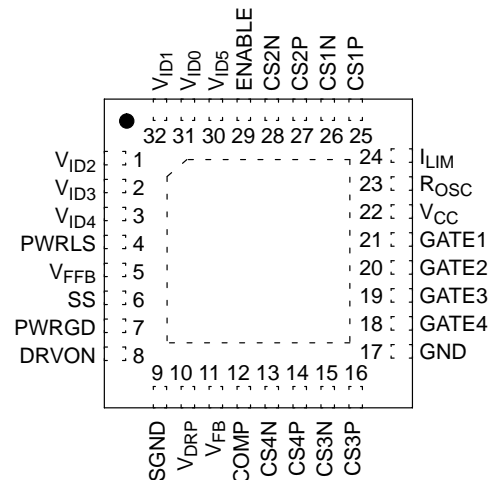 VID1 VID0 VID5 ENABLE CS2N CS2P CS1N CS1P
32 31 30 29 28 27 26 25
VID2 1
VID3 2
VID4 3
PWRLS 4
VFFB 5
SS 6
PWRGD 7
DRVON 8
24 ILIM
23 ROSC
22 VCC
21 GATE1
20 GATE2
19 GATE3
18 GATE4
17 GND
9 10 11 12 13 14 15 16
SGND VDRP VFB COMP CS4N CS4P CS3N CS3P